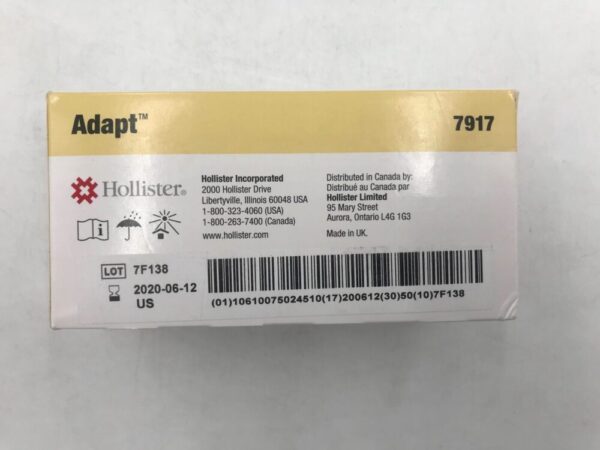 Adapt™
7917
Hollister®
Hollister Incorporated
2000 Hollister Drive
Libertyville, Illinois 60048 USA
1-800-323-4060 (USA)
1-800-263-7400 (Canada)
www.hollister.com
Distributed in Canada by:
Distribué au Canada par
Hollister Limited
95 Mary Street
Aurora, Ontario L4G 1G3
Made in UK.
LOT 7F138
2020-06-12
US
(01)10610075024510(17)200612(30)50(10)7F138